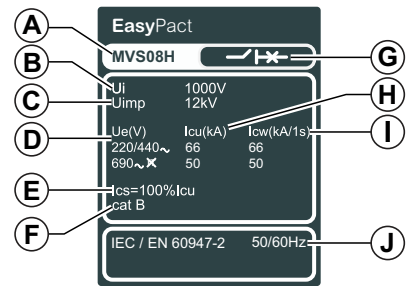 EasyPact
A
MVS08H
G
B
Ui 1000V
H
C
Uimp 12kV
D
Ue(V) Icu(kA) Icw(kA/1s)
I
220/440~ 66 66
690~ 50 50
E
Ics=100%Icu
F
cat B
IEC / EN 60947-2 50/60Hz
J